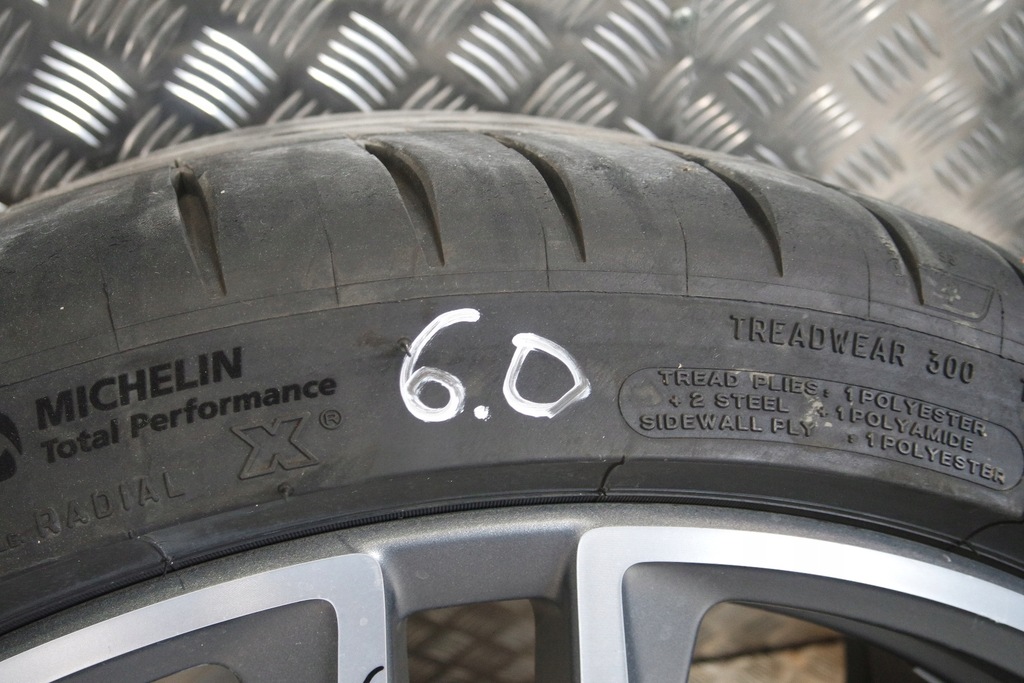 MICHELIN
Total Performance
X®
RADIAL
6.0
TREADWEAR 300
TREAD PLIES: 1 POLYESTER
+ 2 STEEL + 1 POLYAMIDE
SIDEWALL PLY : 1 POLYESTER